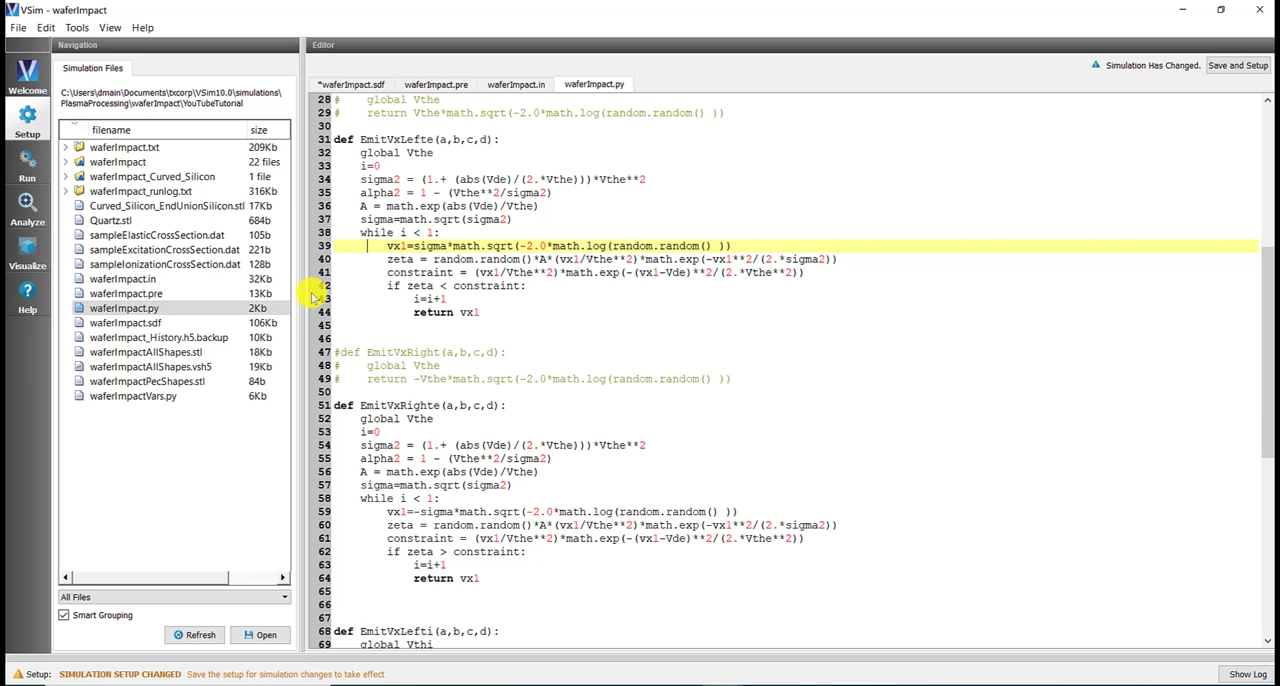 VSim - waferImpact
File Edit Tools View Help
Navigation
Editor
Simulation Files
*waferImpact.sdf waferImpact.pre waferImpact.in waferImpact.py
Simulation Has Changed. Save and Setup
Welcome
Setup
Run
Analyze
Visualize
Help
C:\Users\dmain\Documents\txcorp\VSim10.0\simulations\
PlasmaProcessing\waferImpact\YouTubeTutorial
filename size
waferImpact.txt 209Kb
waferImpact 22 files
waferImpact_Curved_Silicon 1 file
waferImpact_runlog.txt 316Kb
Curved_Silicon_EndUnionSilicon.stl 17Kb
Quartz.stl 684b
sampleElasticCrossSection.dat 105b
sampleExcitationCrossSection.dat 221b
sampleIonizationCrossSection.dat 128b
waferImpact.in 32Kb
waferImpact.pre 13Kb
waferImpact.py 2Kb
waferImpact.sdf 106Kb
waferImpact_History.h5.backup 10Kb
waferImpactAllShapes.stl 18Kb
waferImpactAllShapes.vsh5 19Kb
waferImpactPecShapes.stl 84b
waferImpactVars.py 6Kb
All Files
Smart Grouping
Refresh Open
28 #    global Vthe
29 #    return Vthe*math.sqrt(-2.0*math.log(random.random() ))
30
31 def EmitVxLefte(a,b,c,d):
32     global Vthe
33     i=0
34     sigma2 = (1.+ (abs(Vde)/(2.*Vthe)))*Vthe**2
35     alpha2 = 1 - (Vthe**2/sigma2)
36     A = math.exp(abs(Vde)/Vthe)
37     sigma=math.sqrt(sigma2)
38     while i < 1:
39         vx1=sigma*math.sqrt(-2.0*math.log(random.random() ))
40         zeta = random.random()*A*(vx1/Vthe**2)*math.exp(-vx1**2/(2.*sigma2))
41         constraint = (vx1/Vthe**2)*math.exp(-(vx1-Vde)**2/(2.*Vthe**2))
42         if zeta < constraint:
43             i=i+1
44             return vx1
45
46
47 #def EmitVxRight(a,b,c,d):
48 #    global Vthe
49 #    return -Vthe*math.sqrt(-2.0*math.log(random.random() ))
50
51 def EmitVxRighte(a,b,c,d):
52     global Vthe
53     i=0
54     sigma2 = (1.+ (abs(Vde)/(2.*Vthe)))*Vthe**2
55     alpha2 = 1 - (Vthe**2/sigma2)
56     A = math.exp(abs(Vde)/Vthe)
57     sigma=math.sqrt(sigma2)
58     while i < 1:
59         vx1=-sigma*math.sqrt(-2.0*math.log(random.random() ))
60         zeta = random.random()*A*(vx1/Vthe**2)*math.exp(-vx1**2/(2.*sigma2))
61         constraint = (vx1/Vthe**2)*math.exp(-(vx1-Vde)**2/(2.*Vthe**2))
62         if zeta > constraint:
63             i=i+1
64             return vx1
65
66
67
68 def EmitVxLefti(a,b,c,d):
69     global Vthi
Setup: SIMULATION SETUP CHANGED Save the setup for simulation changes to take effect
Show Log